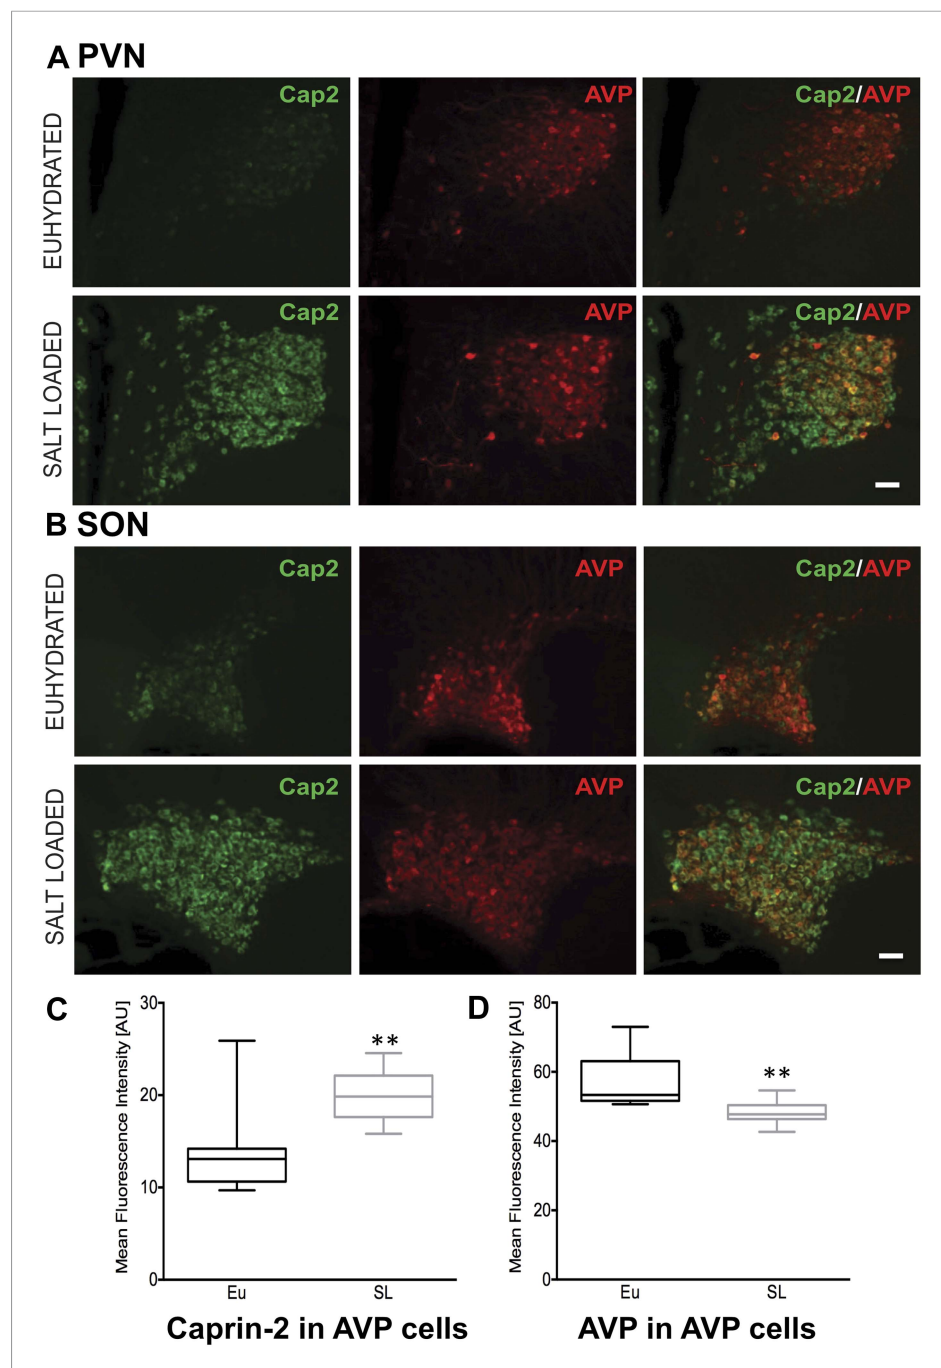 A PVN
EUHYDRATED
Cap2
AVP
Cap2/AVP
SALT LOADED
Cap2
AVP
Cap2/AVP
B SON
EUHYDRATED
Cap2
AVP
Cap2/AVP
SALT LOADED
Cap2
AVP
Cap2/AVP
C
Mean Fluorescence Intensity [AU]
30
20
10
0
**
Eu
SL
Caprin-2 in AVP cells
D
Mean Fluorescence Intensity [AU]
80
60
40
20
0
**
Eu
SL
AVP in AVP cells